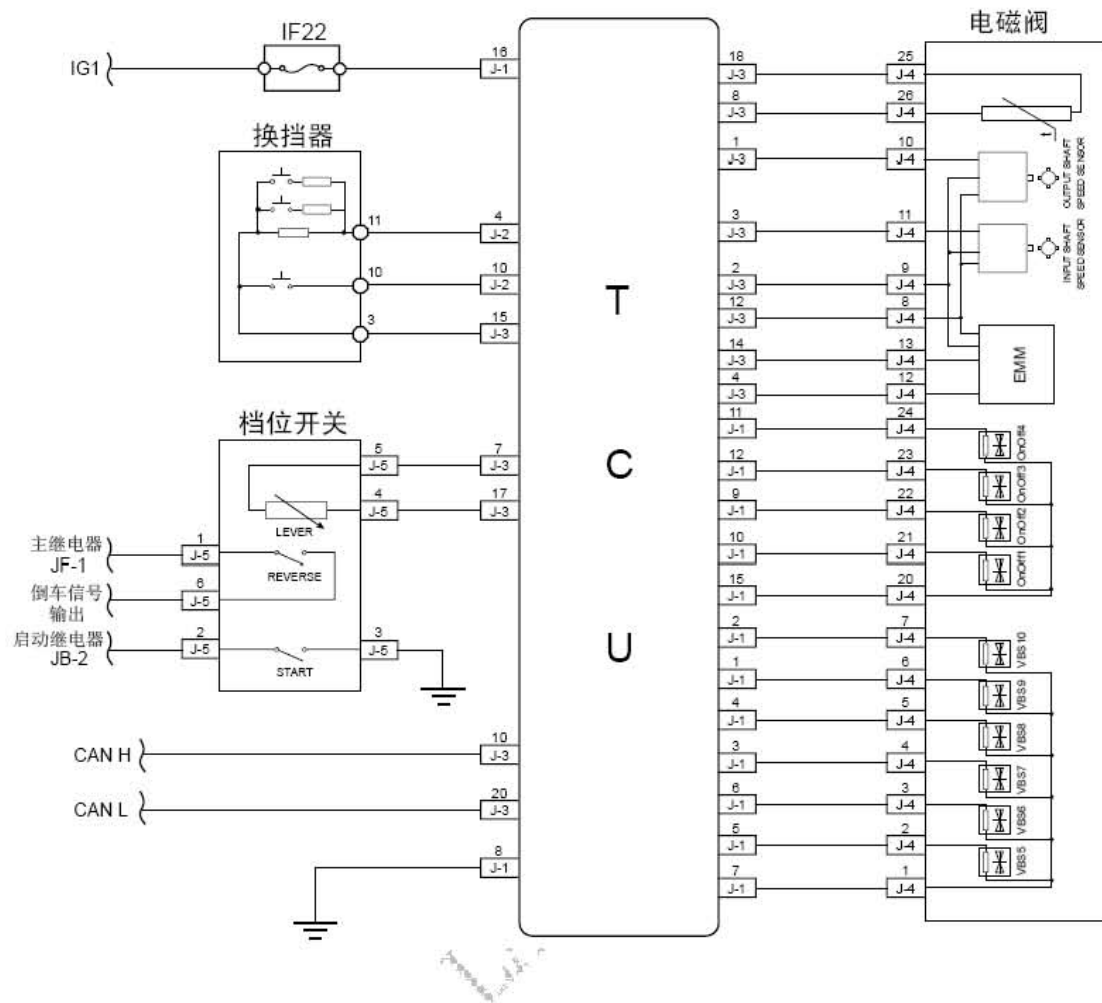 电磁阀
IF22
IG1
16
J-1
换挡器
11
4
J-2
10
10
J-2
3
15
J-3
档位开关
5
J-5
7
J-3
4
J-5
17
J-3
LEVER
主继电器
JF-1
1
J-5
REVERSE
倒车信号
输出
6
J-5
启动继电器
JB-2
2
J-5
START
3
J-5
CAN H
10
J-3
CAN L
20
J-3
8
J-1
T
C
U
18
J-3
25
J-4
8
J-3
26
J-4
t
1
J-3
10
J-4
OUTPUT SHAFT
SPEED SENSOR
3
J-3
11
J-4
INPUT SHAFT
SPEED SENSOR
2
J-3
9
J-4
12
J-3
8
J-4
14
J-3
13
J-4
EMM
4
J-3
12
J-4
11
J-1
24
J-4
OnOff4
12
J-1
23
J-4
OnOff3
9
J-1
22
J-4
OnOff2
10
J-1
21
J-4
OnOff1
15
J-1
20
J-4
2
J-1
7
J-4
VBS10
1
J-1
6
J-4
VBS9
4
J-1
5
J-4
VBS8
3
J-1
4
J-4
VBS7
6
J-1
3
J-4
VBS6
5
J-1
2
J-4
VBS5
7
J-1
1
J-4